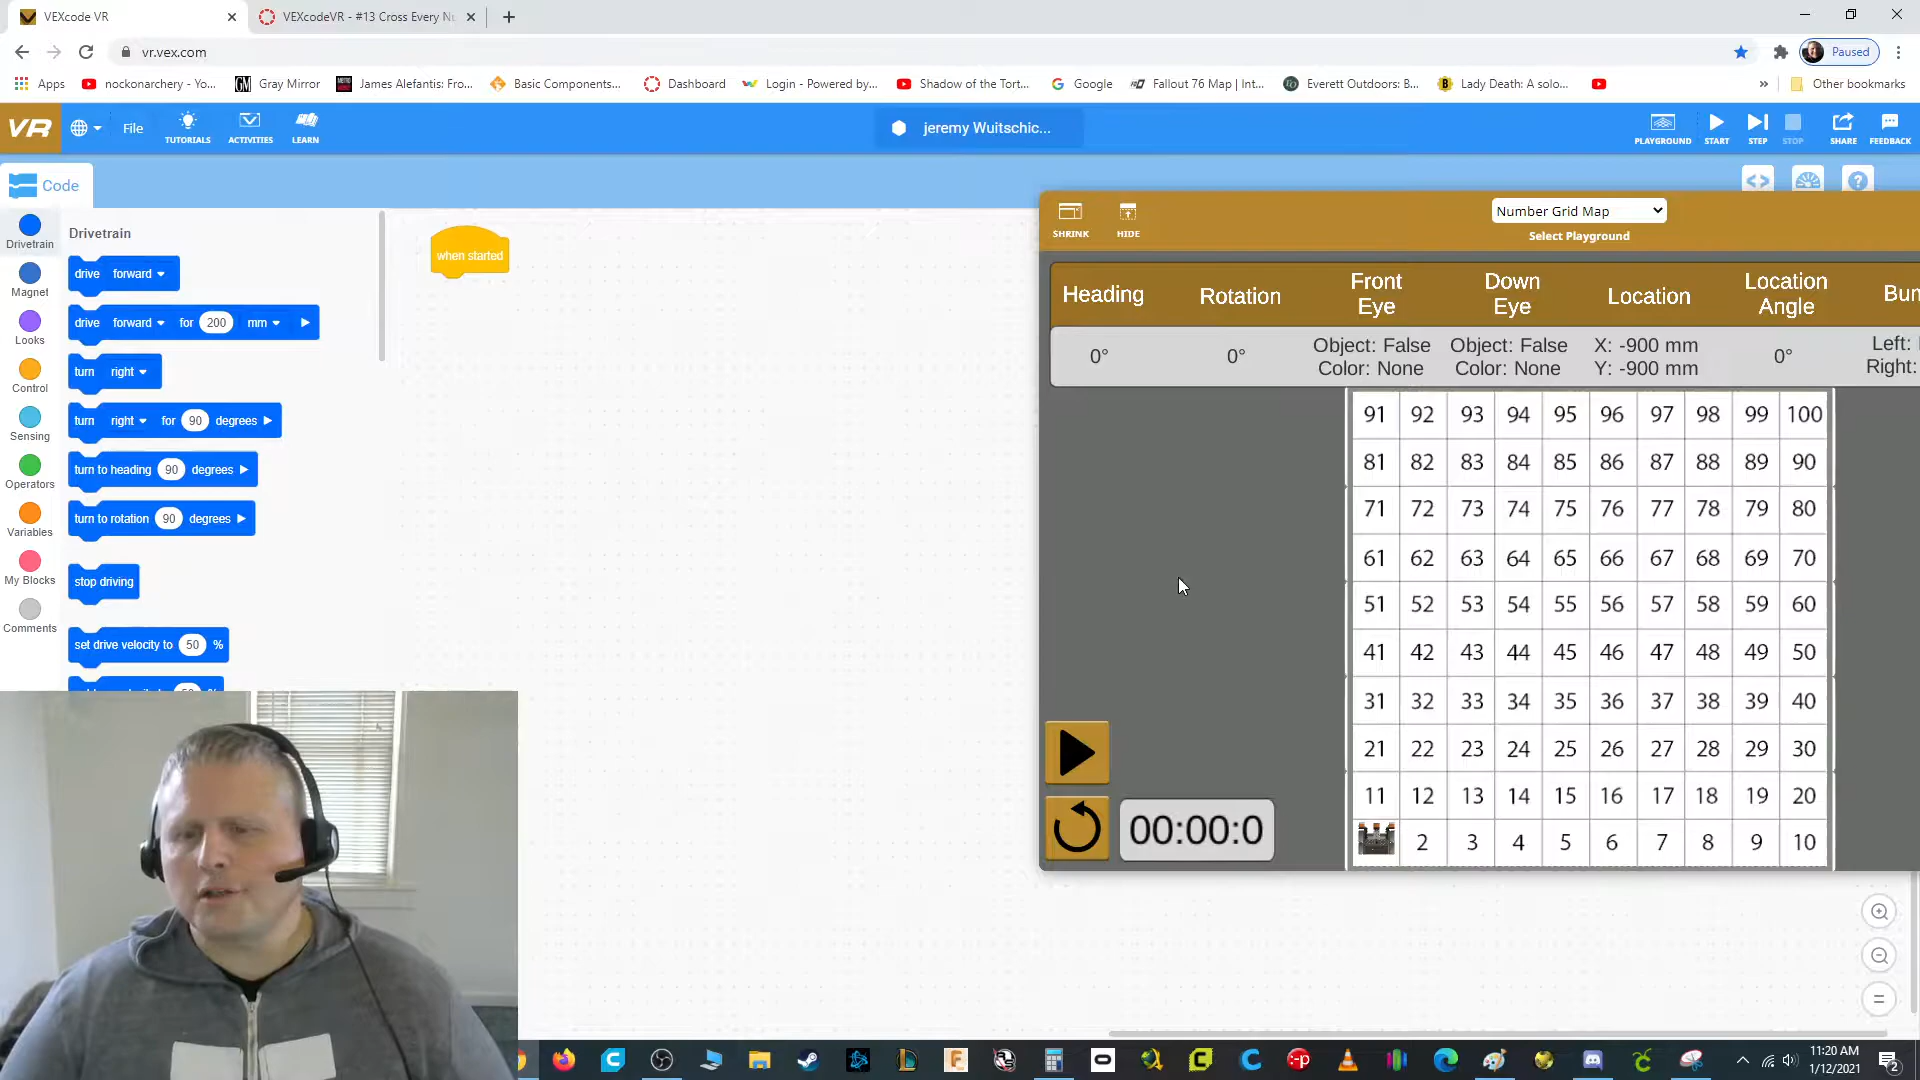 VEXcode VR
VEXcodeVR - #13 Cross Every Nu
vr.vex.com
Paused
Apps
nockonarchery - Yo...
GM
Gray Mirror
James Alefantis: Fro...
Basic Components...
Dashboard
Login - Powered by...
Shadow of the Tort...
Google
Fallout 76 Map | Int...
Everett Outdoors: B...
Lady Death: A solo...
»
Other bookmarks
VR
File
TUTORIALS
ACTIVITIES
LEARN
jeremy Wuitschic...
PLAYGROUND
START
STEP
STOP
SHARE
FEEDBACK
Code
Drivetrain
Magnet
Looks
Control
Sensing
Operators
Variables
My Blocks
Comments
Drivetrain
drive forward
drive forward for 200 mm
turn right
turn right for 90 degrees
turn to heading 90 degrees
turn to rotation 90 degrees
stop driving
set drive velocity to 50 %
when started
SHRINK
HIDE
Number Grid Map
Select Playground
Heading Rotation Front Eye Down Eye Location Location Angle Bum
0° 0° Object: False Object: False X: -900 mm 0° Left:
Color: None Color: None Y: -900 mm Right:
91 92 93 94 95 96 97 98 99 100
81 82 83 84 85 86 87 88 89 90
71 72 73 74 75 76 77 78 79 80
61 62 63 64 65 66 67 68 69 70
51 52 53 54 55 56 57 58 59 60
41 42 43 44 45 46 47 48 49 50
31 32 33 34 35 36 37 38 39 40
21 22 23 24 25 26 27 28 29 30
11 12 13 14 15 16 17 18 19 20
2 3 4 5 6 7 8 9 10
00:00:0
11:20 AM
1/12/2021
2